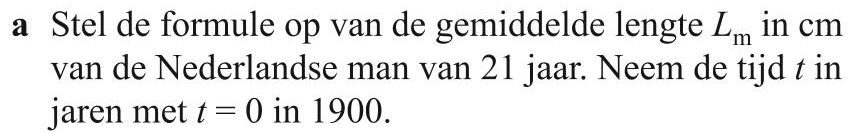 a Stel de formule op van de gemiddelde lengte Lm in cm
van de Nederlandse man van 21 jaar. Neem de tijd t in
jaren met t = 0 in 1900.